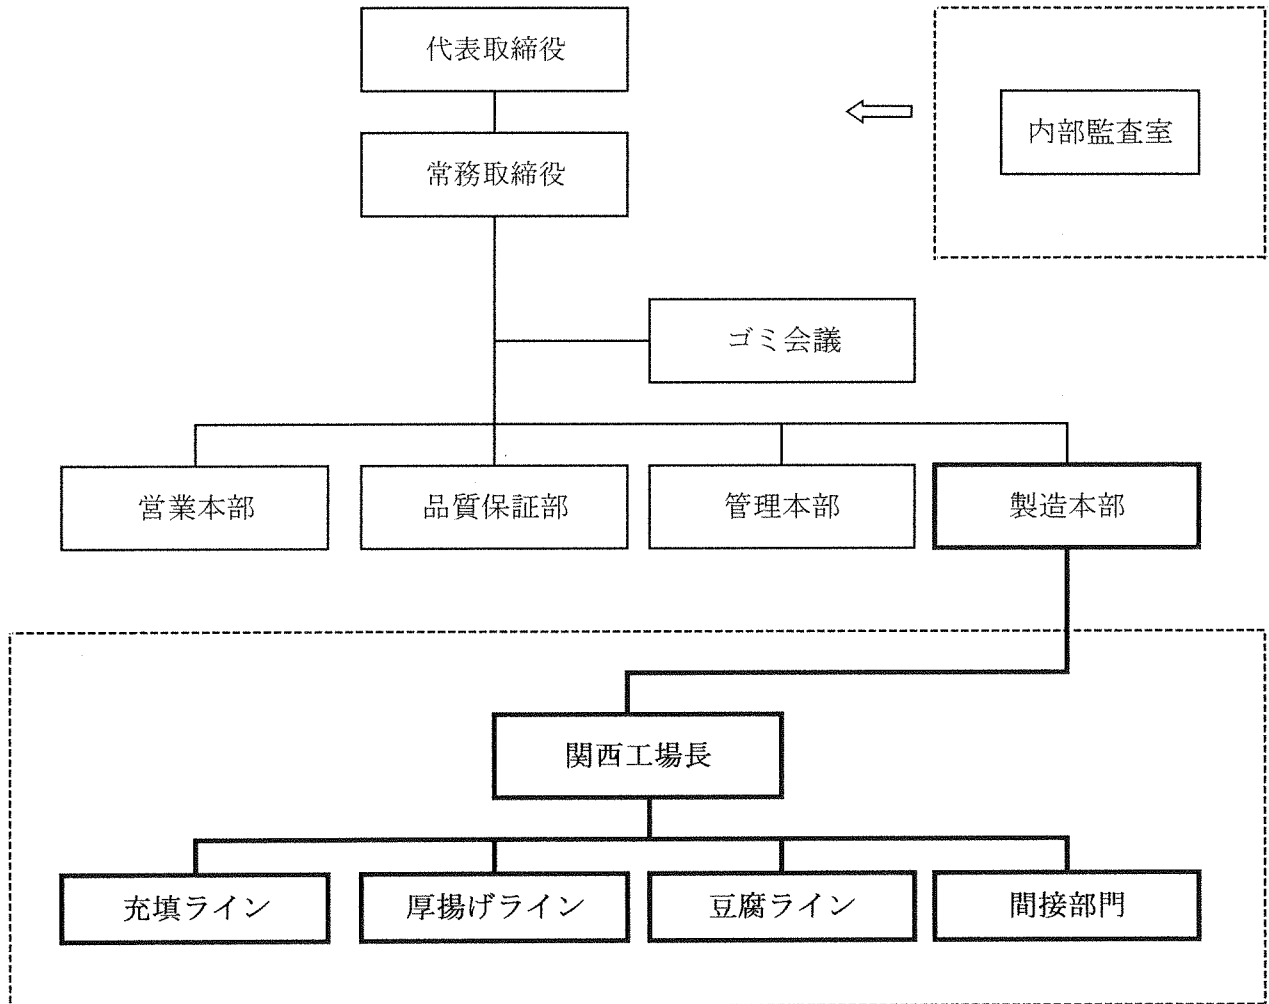 代表取締役
内部監査室
常務取締役
ゴミ会議
営業本部
品質保証部
管理本部
製造本部
関西工場長
充填ライン
厚揚げライン
豆腐ライン
間接部門